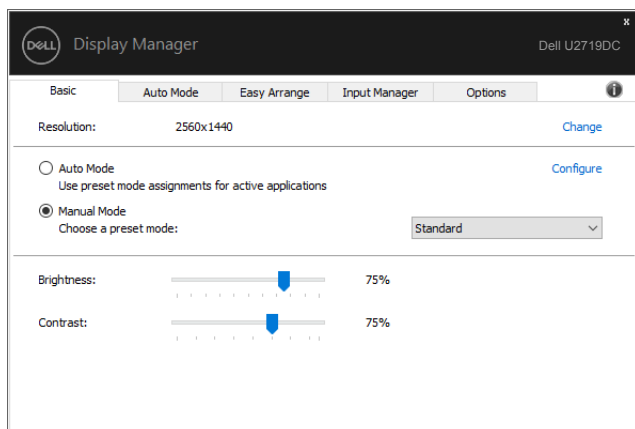 x
DELL Display Manager Dell U2719DC
Basic Auto Mode Easy Arrange Input Manager Options i
Resolution: 2560x1440 Change
Auto Mode Configure
Use preset mode assignments for active applications
Manual Mode
Choose a preset mode: Standard
Brightness: 75%
Contrast: 75%